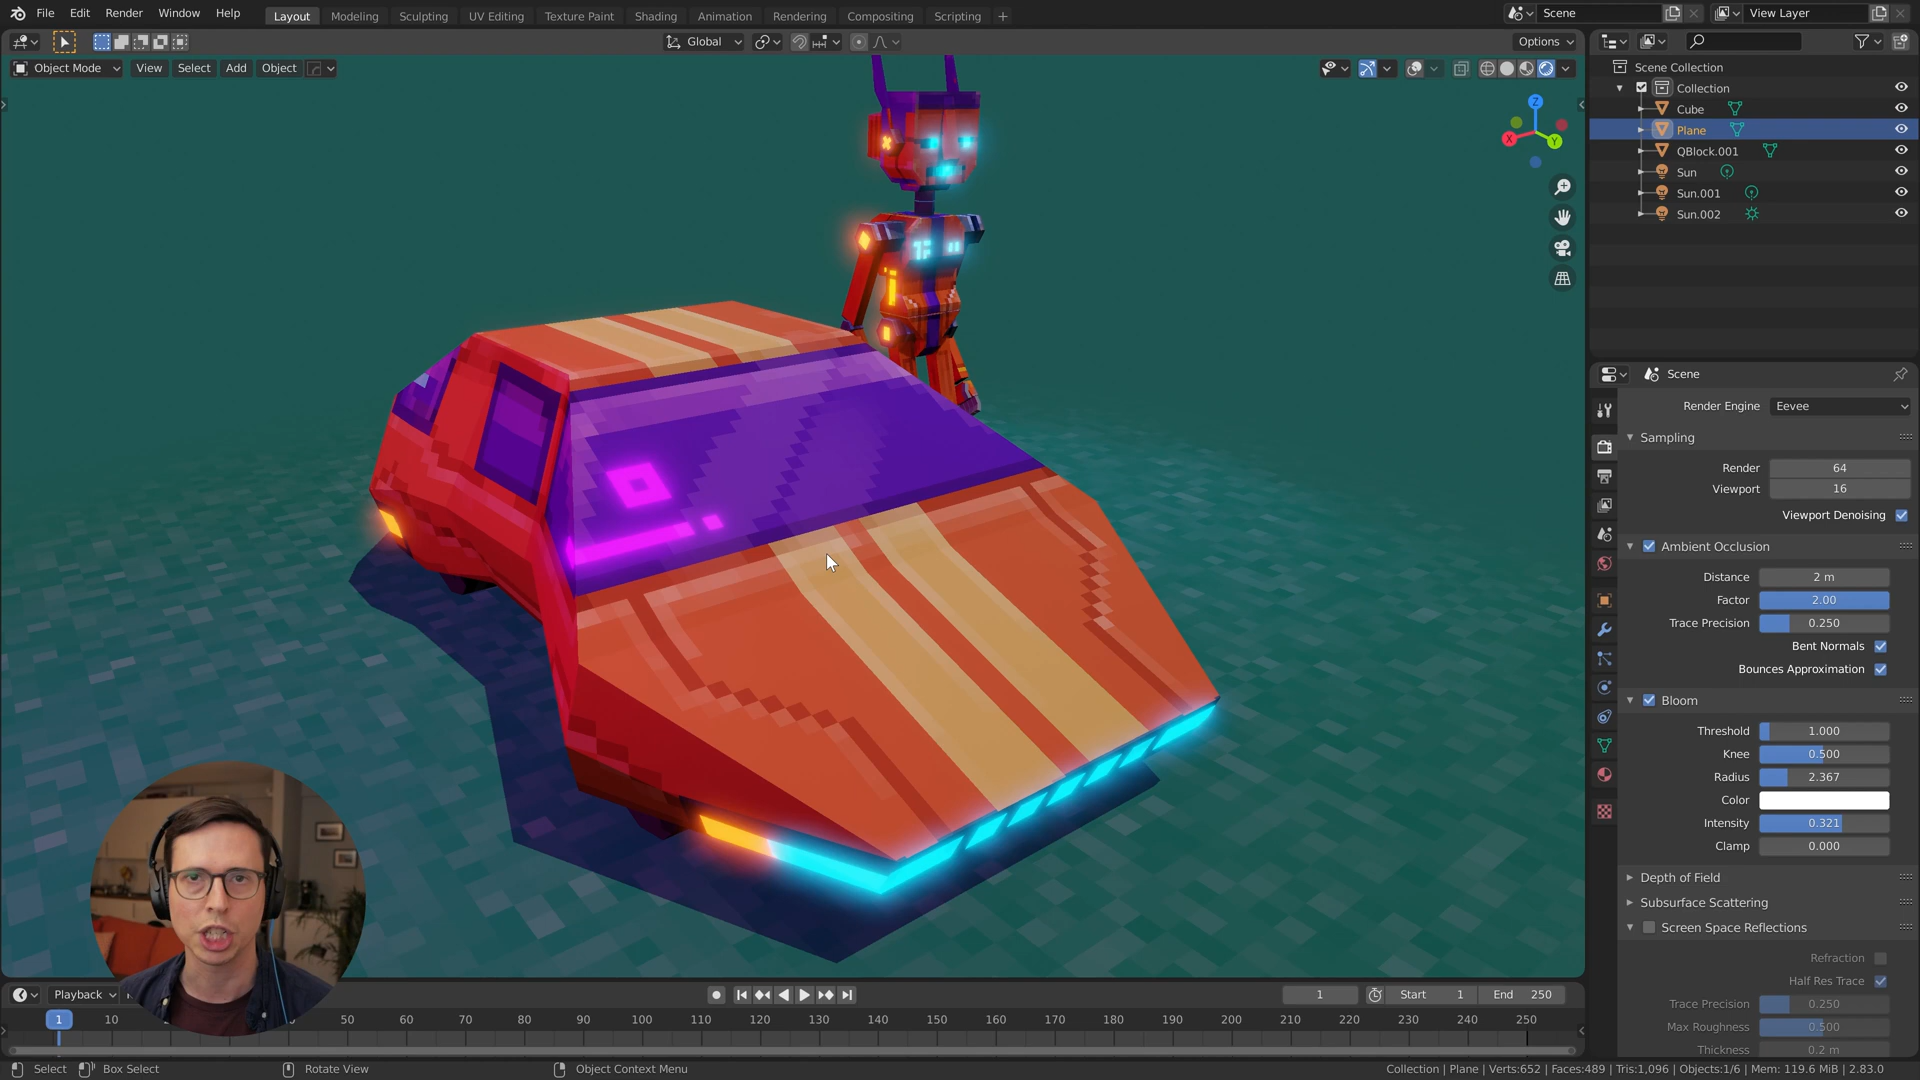 File Edit Render Window Help
Layout Modeling Sculpting UV Editing Texture Paint Shading Animation Rendering Compositing Scripting +
Scene
View Layer
Global
Options
Object Mode View Select Add Object
Z
X
Y
Scene Collection
Collection
Cube
Plane
QBlock.001
Sun
Sun.001
Sun.002
Scene
Render Engine Eevee
Sampling
Render 64
Viewport 16
Viewport Denoising
Ambient Occlusion
Distance 2 m
Factor 2.00
Trace Precision 0.250
Bent Normals
Bounces Approximation
Bloom
Threshold 1.000
Knee 0.500
Radius 2.367
Color
Intensity 0.321
Clamp 0.000
Depth of Field
Subsurface Scattering
Screen Space Reflections
Refraction
Half Res Trace
Trace Precision 0.250
Max Roughness 0.500
Thickness 0.2 m
Playback
1
Start 1
End 250
1 10 50 60 70 80 90 100 110 120 130 140 150 160 170 180 190 200 210 220 230 240 250
Select Box Select Rotate View Object Context Menu
Collection | Plane | Verts:652 | Faces:489 | Tris:1,096 | Objects:1/6 | Mem: 119.6 MiB | 2.83.0